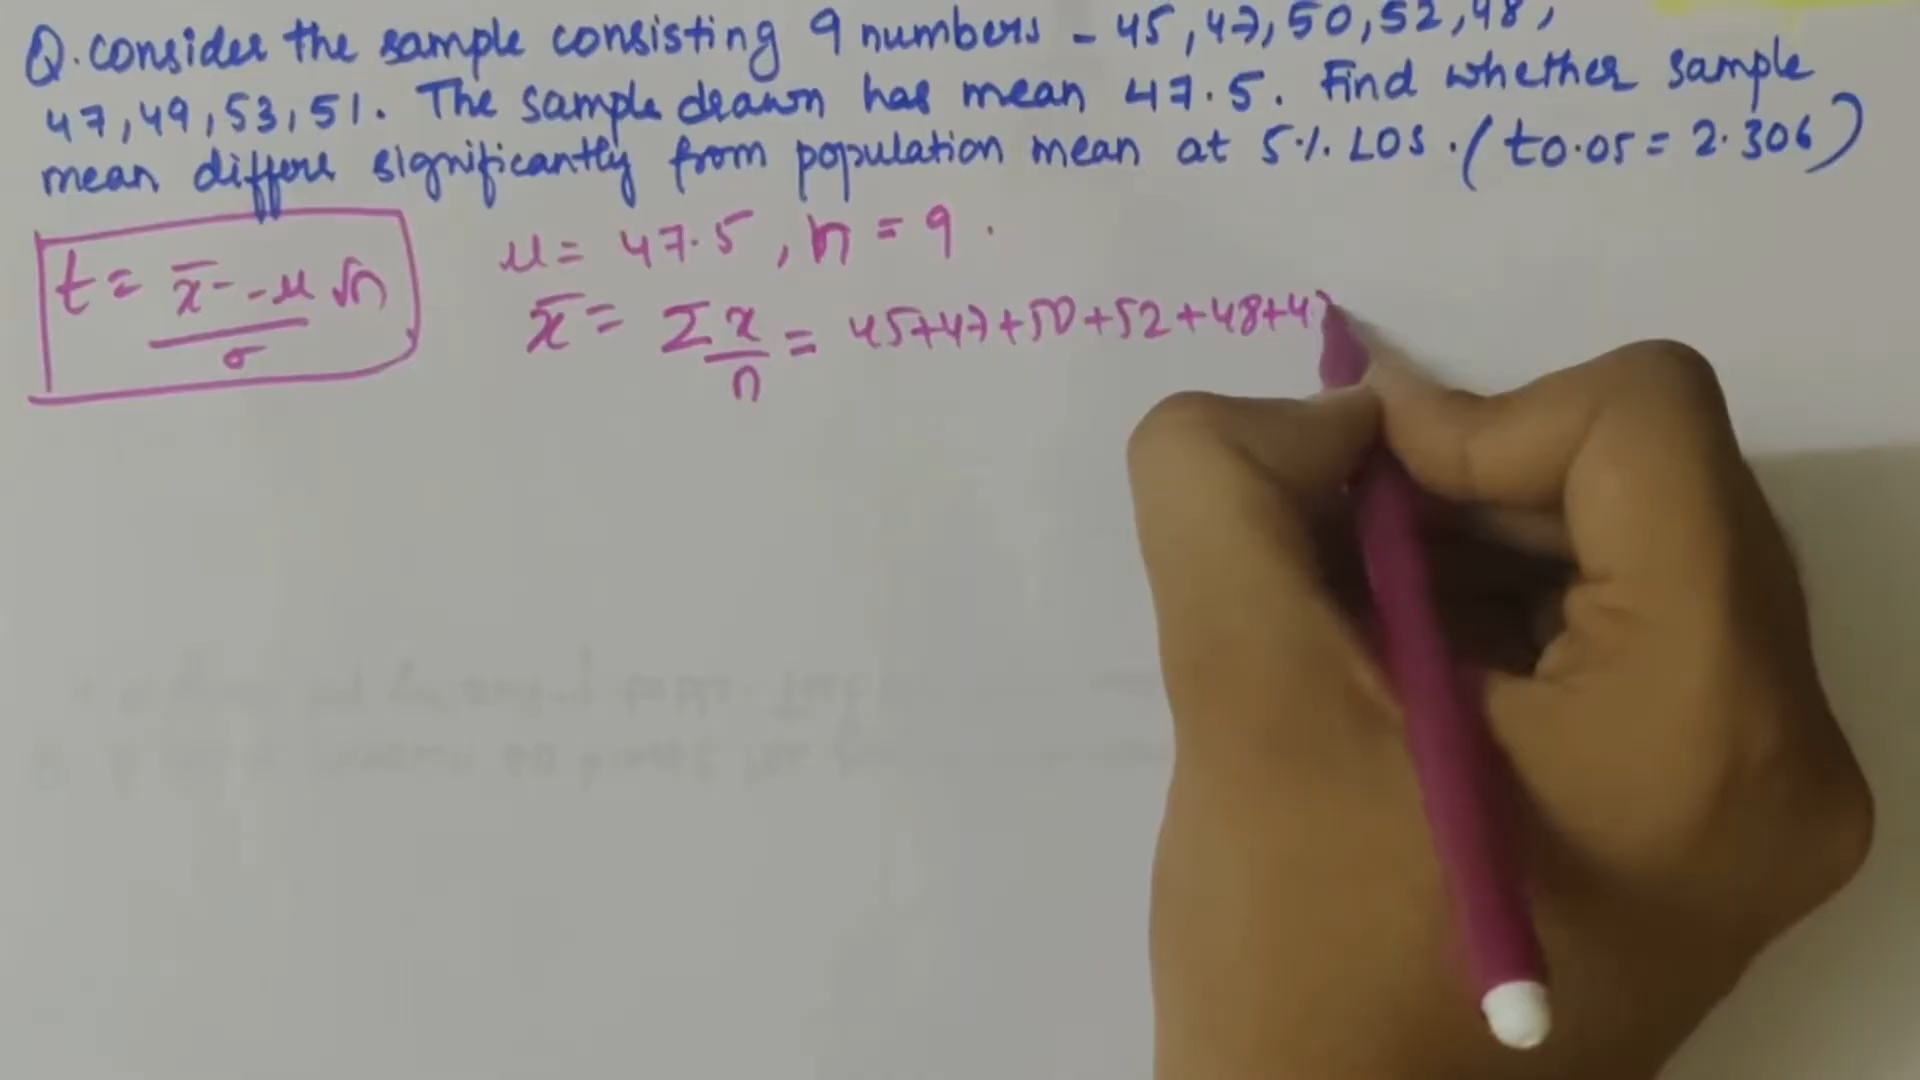 Q. consider the sample consisting 9 numbers - 45, 47, 50, 52, 48,
47, 49, 53, 51. The sample drawn has mean 47.5. Find whether sample
mean differs significantly from population mean at 5% LOS. (t0.05 = 2.306)
t = x̄ - μ √n / σ
μ = 47.5, n = 9.
x̄ = Σx/n = 45+47+50+52+48+47